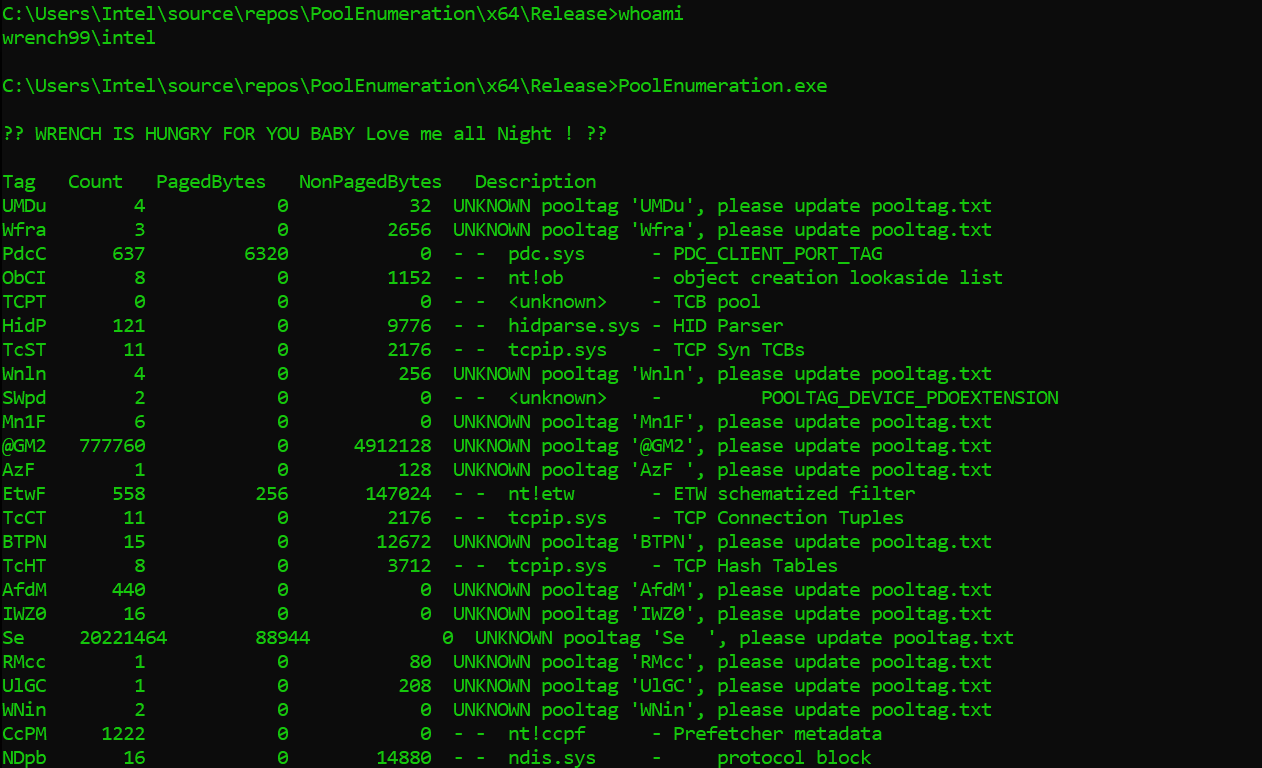 C:\Users\Intel\source\repos\PoolEnumeration\x64\Release>whoami
wrench99\intel
C:\Users\Intel\source\repos\PoolEnumeration\x64\Release>PoolEnumeration.exe
?? WRENCH IS HUNGRY FOR YOU BABY Love me all Night ! ??
Tag   Count   PagedBytes   NonPagedBytes   Description
UMDu        4            0           32  UNKNOWN pooltag 'UMDu', please update pooltag.txt
Wfra        3            0         2656  UNKNOWN pooltag 'Wfra', please update pooltag.txt
PdcC      637         6320            0  - -  pdc.sys      - PDC_CLIENT_PORT_TAG
ObCI        8            0         1152  - -  nt!ob        - object creation lookaside list
TCPT        0            0            0  - -  <unknown>    - TCB pool
HidP      121            0         9776  - -  hidparse.sys - HID Parser
TcST       11            0         2176  - -  tcpip.sys    - TCP Syn TCBs
Wnln        4            0          256  UNKNOWN pooltag 'Wnln', please update pooltag.txt
SWpd        2            0            0  - -  <unknown>    -         POOLTAG_DEVICE_PDOEXTENSION
Mn1F        6            0            0  UNKNOWN pooltag 'Mn1F', please update pooltag.txt
@GM2   777760            0      4912128  UNKNOWN pooltag '@GM2', please update pooltag.txt
AzF         1            0          128  UNKNOWN pooltag 'AzF ', please update pooltag.txt
EtwF      558          256       147024  - -  nt!etw       - ETW schematized filter
TcCT       11            0         2176  - -  tcpip.sys    - TCP Connection Tuples
BTPN       15            0        12672  UNKNOWN pooltag 'BTPN', please update pooltag.txt
TcHT        8            0         3712  - -  tcpip.sys    - TCP Hash Tables
AfdM      440            0            0  UNKNOWN pooltag 'AfdM', please update pooltag.txt
IWZ0       16            0            0  UNKNOWN pooltag 'IWZ0', please update pooltag.txt
Se     20221464        88944            0  UNKNOWN pooltag 'Se  ', please update pooltag.txt
RMcc        1            0           80  UNKNOWN pooltag 'RMcc', please update pooltag.txt
UlGC        1            0          208  UNKNOWN pooltag 'UlGC', please update pooltag.txt
WNin        2            0            0  UNKNOWN pooltag 'WNin', please update pooltag.txt
CcPM     1222            0            0  - -  nt!ccpf      - Prefetcher metadata
NDpb       16            0        14880  - -  ndis.sys     -     protocol block